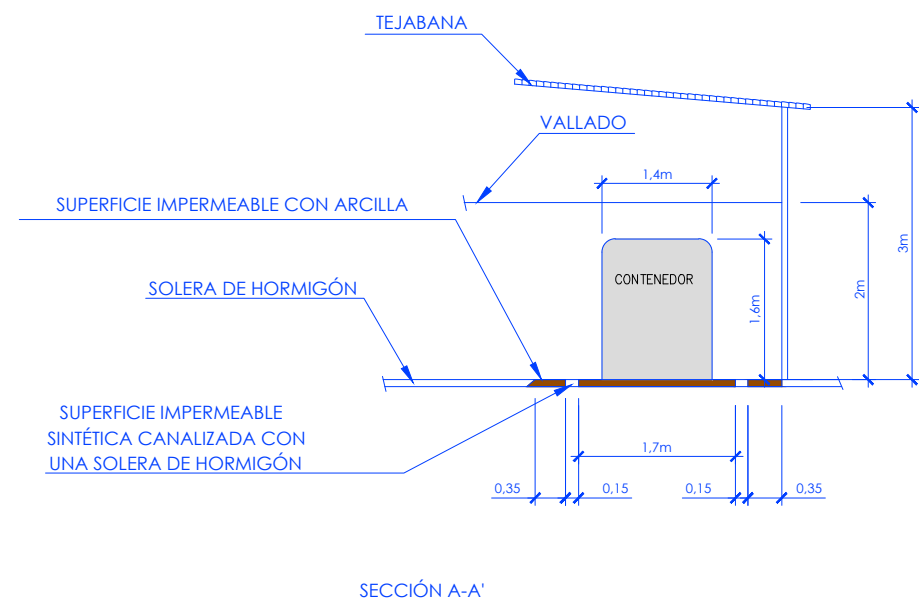 TEJABANA
VALLADO
1,4m
SUPERFICIE IMPERMEABLE CON ARCILLA
3m
CONTENEDOR
SOLERA DE HORMIGÓN
2m
1,6m
SUPERFICIE IMPERMEABLE
SINTÉTICA CANALIZADA CON
UNA SOLERA DE HORMIGÓN
1,7m
0,35
0,15
0,15
0,35
SECCIÓN A-A'